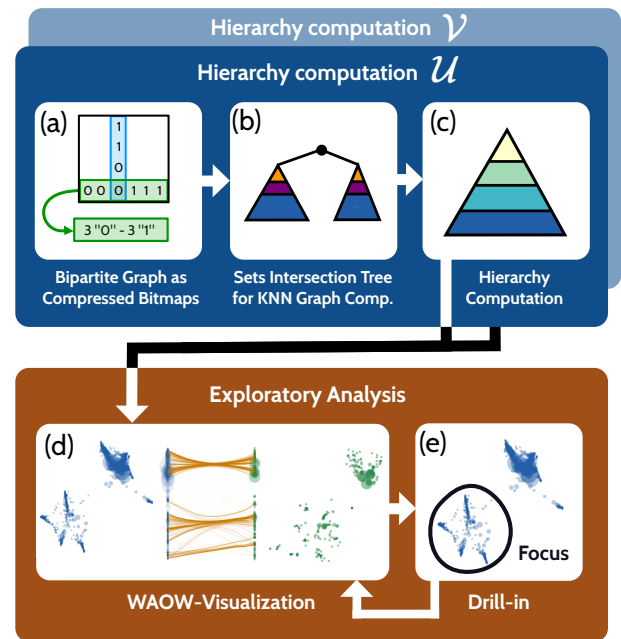 Hierarchy computation 𝒱
Hierarchy computation 𝒰
(a)
1
1
0
0 0 0 1 1 1
3 "0" - 3 "1"
Bipartite Graph as
Compressed Bitmaps
(b)
Sets Intersection Tree
for KNN Graph Comp.
(c)
Hierarchy
Computation
Exploratory Analysis
(d)
WAOW-Visualization
(e)
Focus
Drill-in